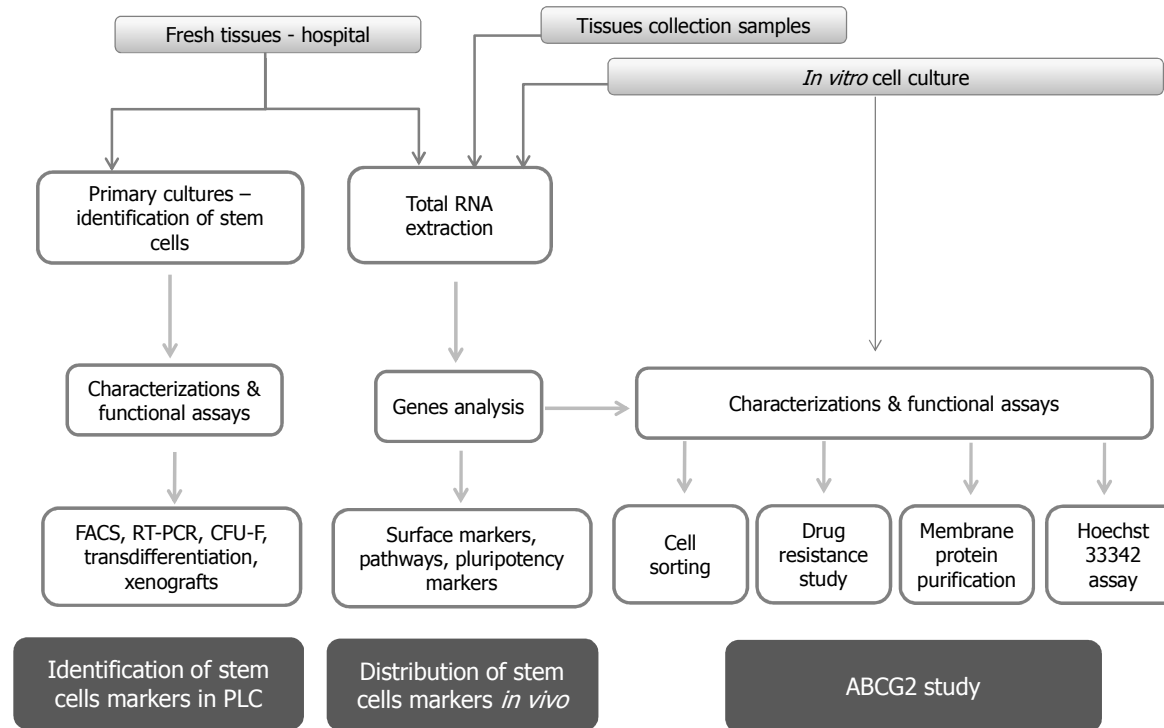 Fresh tissues - hospital
Tissues collection samples
In vitro cell culture
Primary cultures –
identification of stem
cells
Total RNA
extraction
Characterizations &
functional assays
Genes analysis
Characterizations & functional assays
FACS, RT-PCR, CFU-F,
transdifferentiation,
xenografts
Surface markers,
pathways, pluripotency
markers
Cell
sorting
Drug
resistance
study
Membrane
protein
purification
Hoechst
33342
assay
Identification of stem
cells markers in PLC
Distribution of stem
cells markers in vivo
ABCG2 study